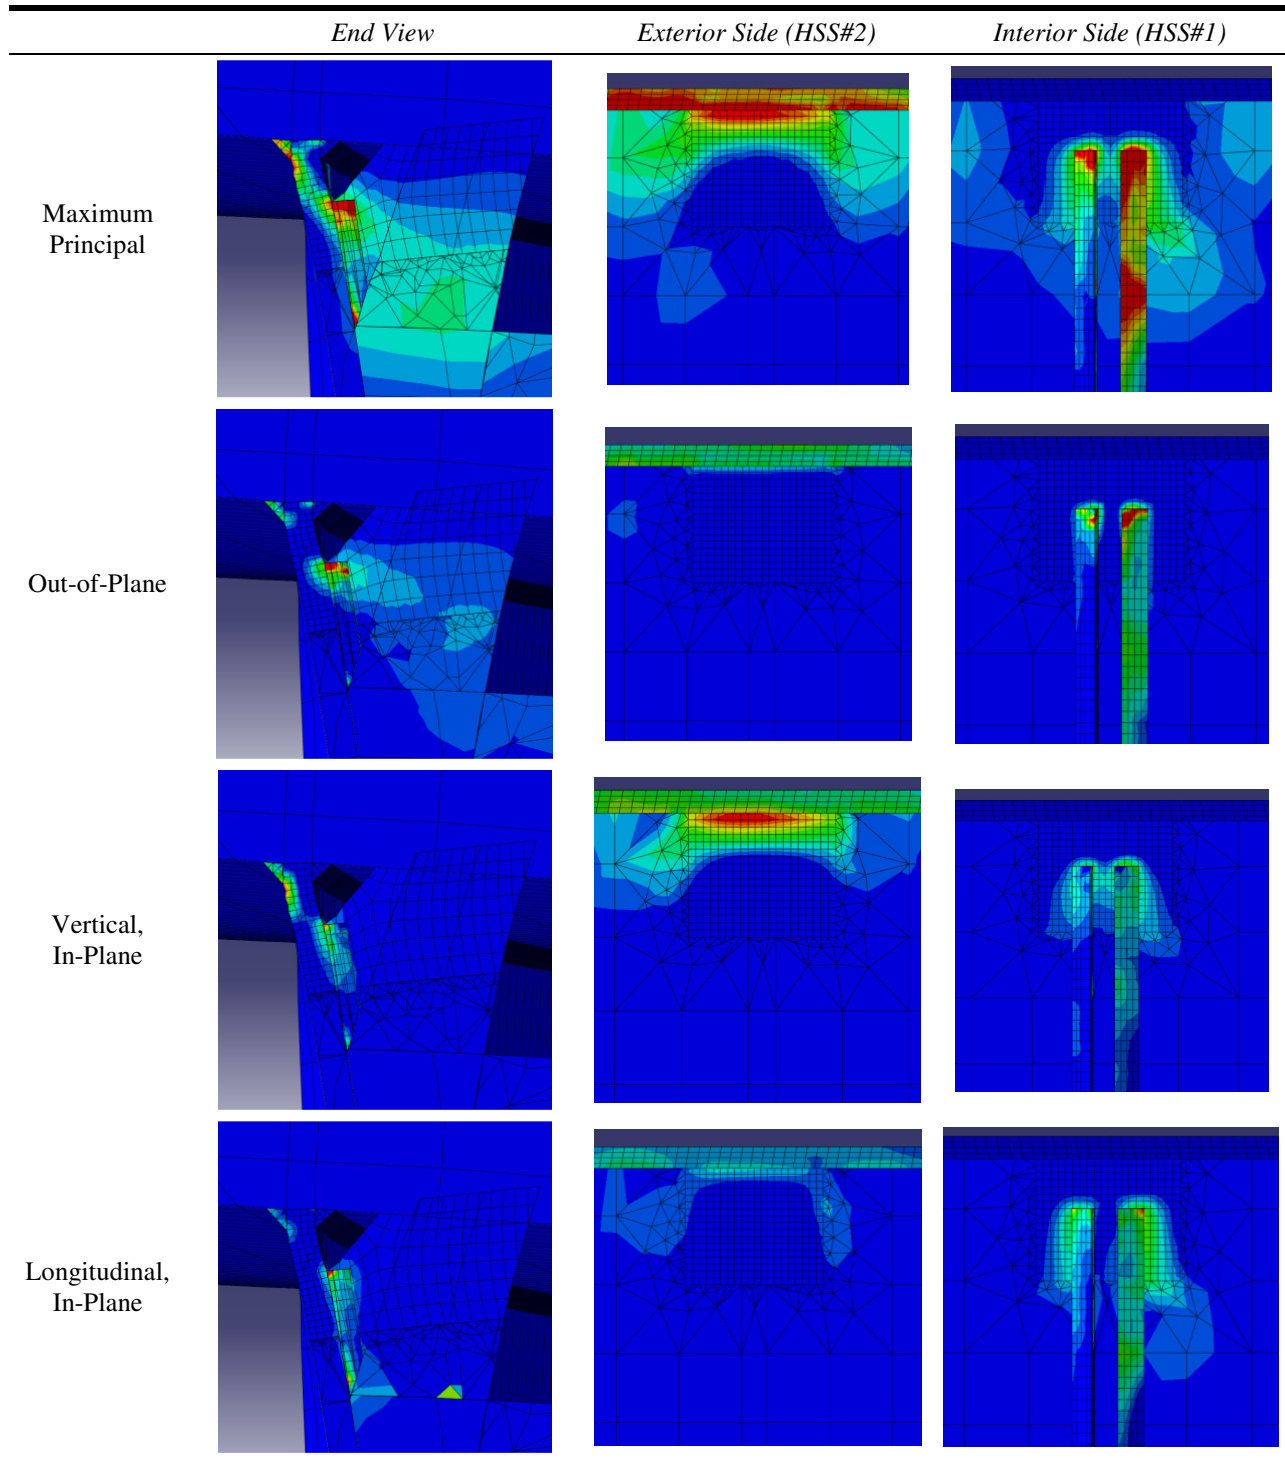 End View
Exterior Side (HSS#2)
Interior Side (HSS#1)
Maximum
Principal
Out-of-Plane
Vertical,
In-Plane
Longitudinal,
In-Plane